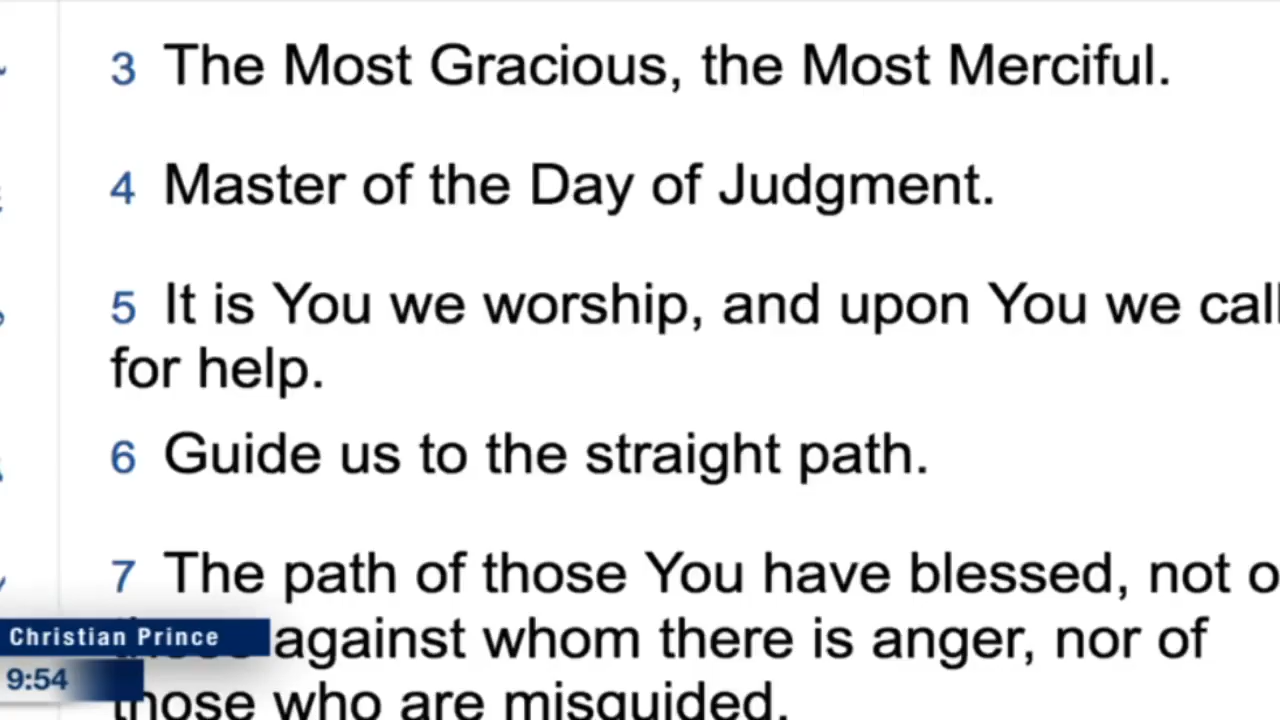 3 The Most Gracious, the Most Merciful.
4 Master of the Day of Judgment.
5 It is You we worship, and upon You we call
for help.
6 Guide us to the straight path.
7 The path of those You have blessed, not
those against whom there is anger, nor of
those who are misguided.
Christian Prince
9:54